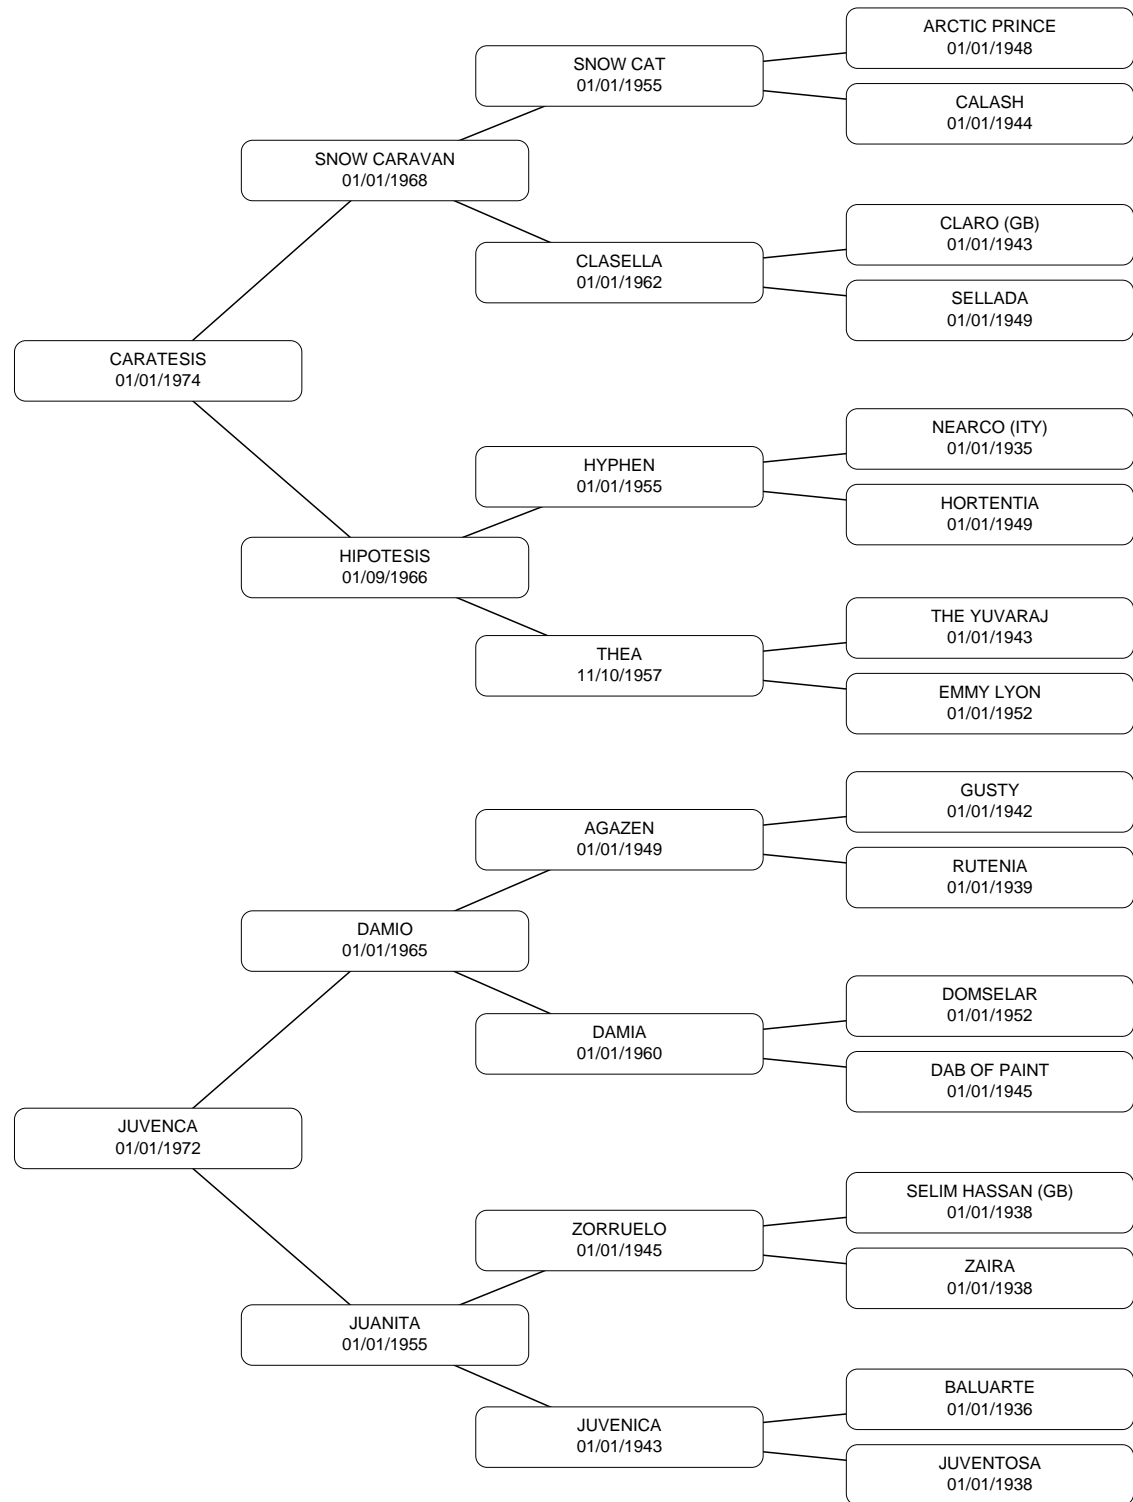 ARCTIC PRINCE
01/01/1948
SNOW CAT
01/01/1955
CALASH
01/01/1944
SNOW CARAVAN
01/01/1968
CLARO (GB)
01/01/1943
CLASELLA
01/01/1962
SELLADA
01/01/1949
CARATESIS
01/01/1974
NEARCO (ITY)
01/01/1935
HYPHEN
01/01/1955
HORTENTIA
01/01/1949
HIPOTESIS
01/09/1966
THE YUVARAJ
01/01/1943
THEA
11/10/1957
EMMY LYON
01/01/1952
GUSTY
01/01/1942
AGAZEN
01/01/1949
RUTENIA
01/01/1939
DAMIO
01/01/1965
DOMSELAR
01/01/1952
DAMIA
01/01/1960
DAB OF PAINT
01/01/1945
JUVENCA
01/01/1972
SELIM HASSAN (GB)
01/01/1938
ZORRUELO
01/01/1945
ZAIRA
01/01/1938
JUANITA
01/01/1955
BALUARTE
01/01/1936
JUVENICA
01/01/1943
JUVENTOSA
01/01/1938